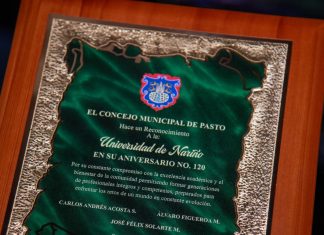 EL CONCEJO MUNICIPAL DE PASTO
Hace un Reconocimiento
A la:
Universidad de Nariño
EN SU ANIVERSARIO NO. 120
Por su constante compromiso con la excelencia académica y el
bienestar de la comunidad permitiendo formar generaciones
de profesionales íntegros y competentes, preparados para
enfrentar los retos de un mundo en constante evolución.
CARLOS ANDRÉS ACOSTA S. ALVARO FIGUEROA M.
JOSÉ FÉLIX SOLARTE M.